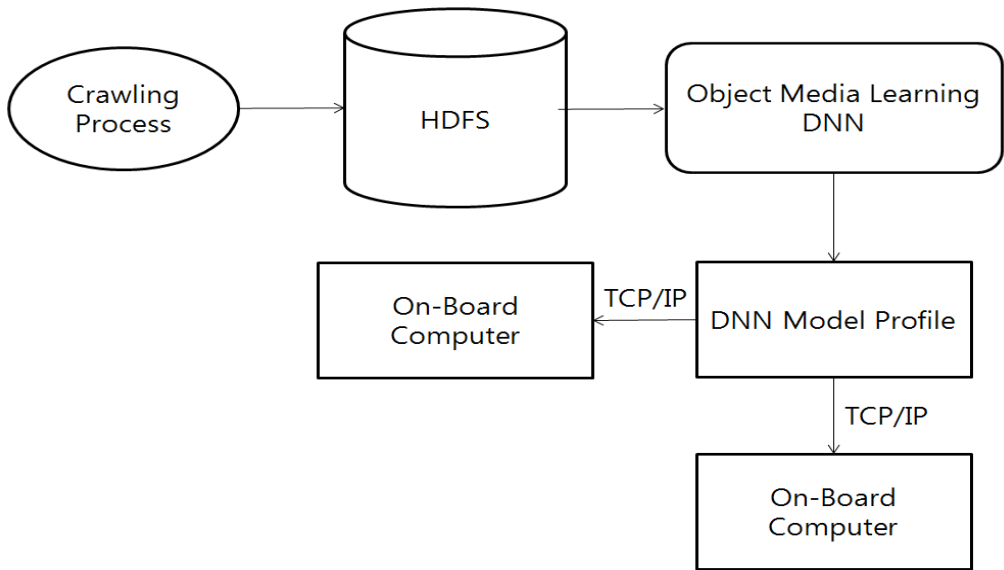 Crawling
Process
HDFS
Object Media Learning
DNN
On-Board
Computer
TCP/IP
DNN Model Profile
TCP/IP
On-Board
Computer